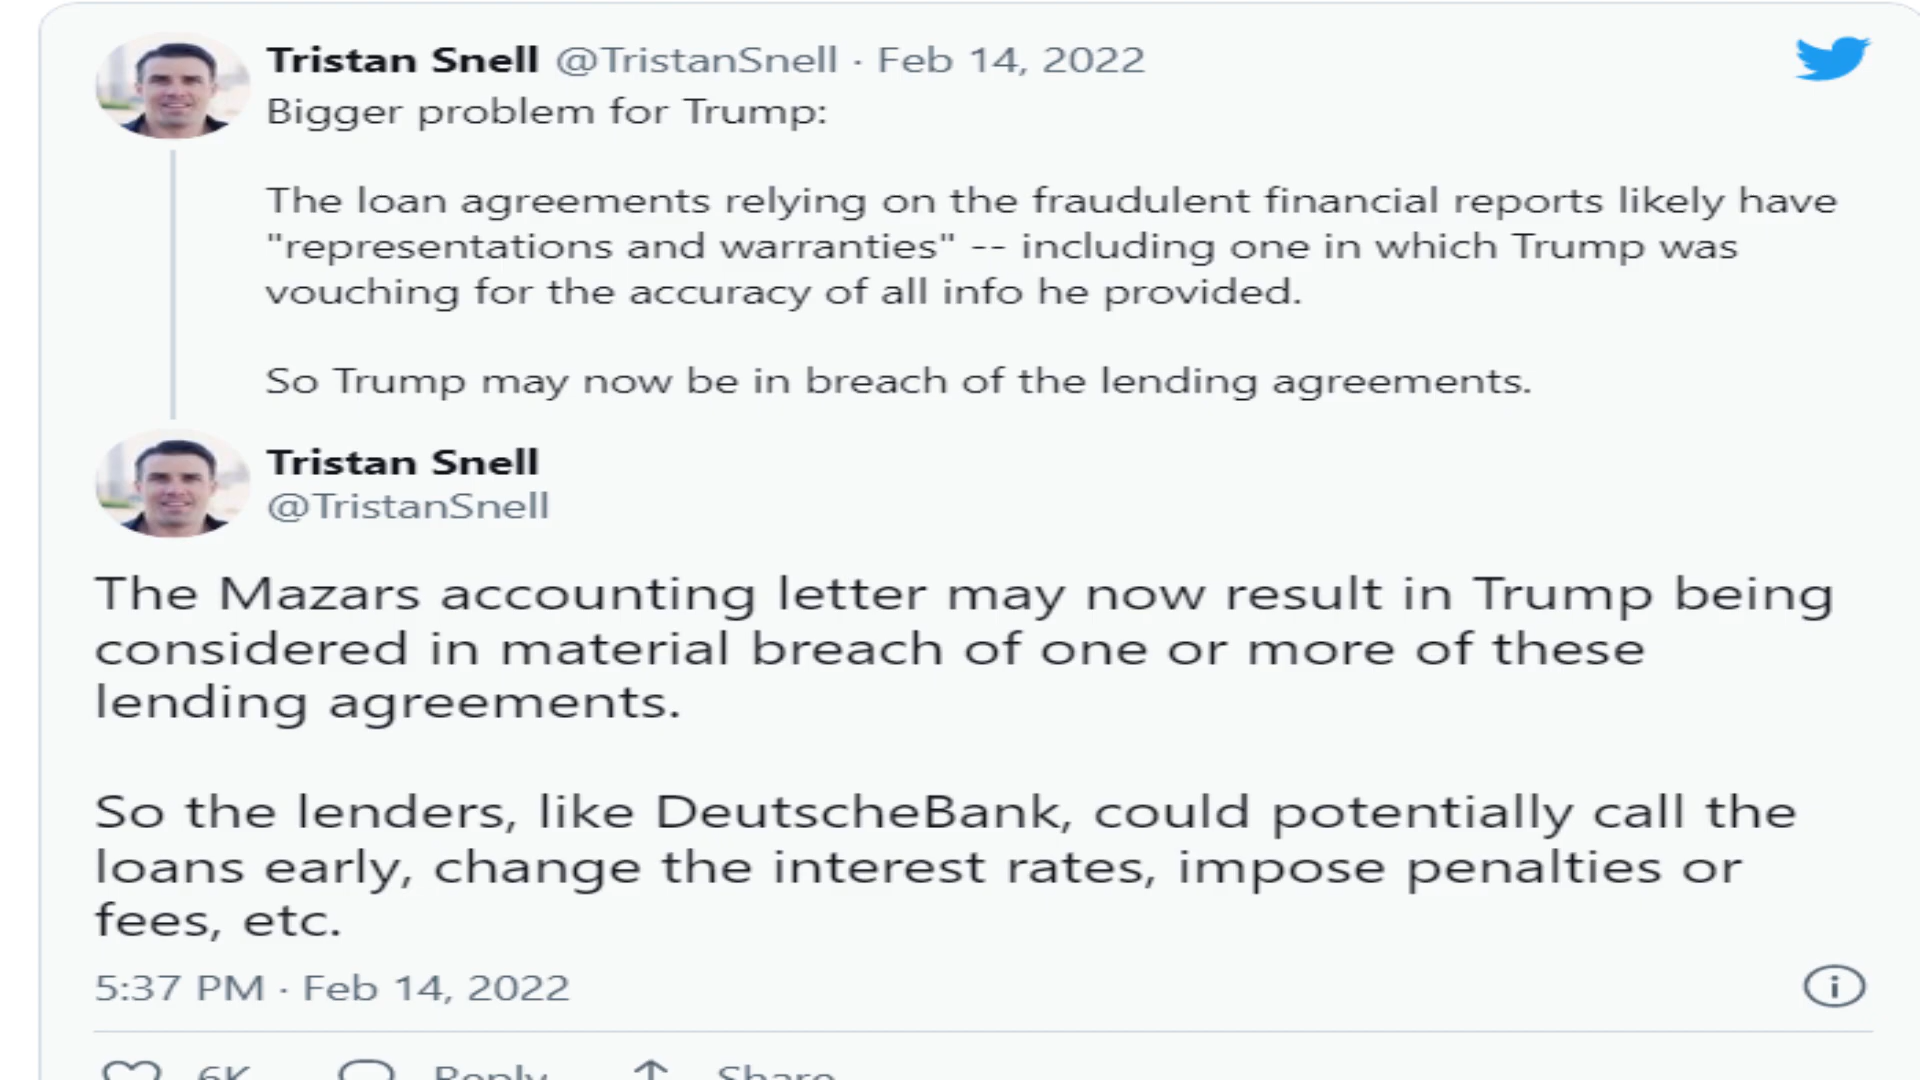 Tristan Snell @TristanSnell · Feb 14, 2022
Bigger problem for Trump:
The loan agreements relying on the fraudulent financial reports likely have
"representations and warranties" -- including one in which Trump was
vouching for the accuracy of all info he provided.
So Trump may now be in breach of the lending agreements.
Tristan Snell
@TristanSnell
The Mazars accounting letter may now result in Trump being
considered in material breach of one or more of these
lending agreements.
So the lenders, like DeutscheBank, could potentially call the
loans early, change the interest rates, impose penalties or
fees, etc.
5:37 PM · Feb 14, 2022
6K Reply Share